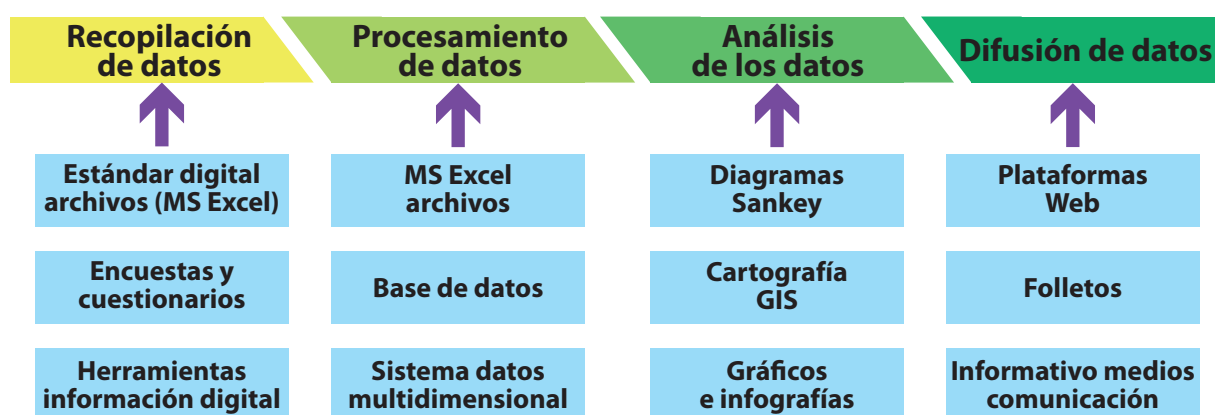 Recopilación
de datos
Procesamiento
de datos
Análisis
de los datos
Difusión de datos
Estándar digital
archivos (MS Excel)
MS Excel
archivos
Diagramas
Sankey
Plataformas
Web
Encuestas y
cuestionarios
Base de datos
Cartografía
GIS
Folletos
Herramientas
información digital
Sistema datos
multidimensional
Gráficos
e infografías
Informativo medios
comunicación